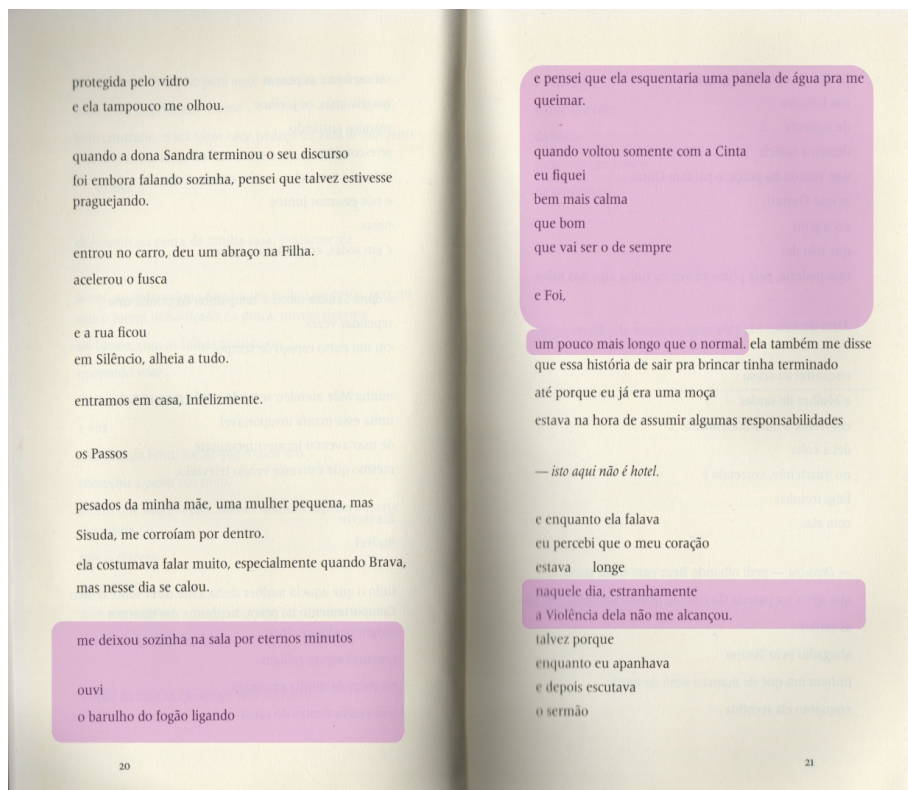 protegida pelo vidro
e ela tampouco me olhou.
quando a dona Sandra terminou o seu discurso
foi embora falando sozinha, pensei que talvez estivesse
praguejando.
entrou no carro, deu um abraço na Filha.
acelerou o fusca
e a rua ficou
em Silêncio, alheia a tudo.
entramos em casa, Infelizmente.
os Passos
pesados da minha mãe, uma mulher pequena, mas
Sisuda, me corroíam por dentro.
ela costumava falar muito, especialmente quando Brava,
mas nesse dia se calou.
me deixou sozinha na sala por eternos minutos
ouvi
o barulho do fogão ligando
20
e pensei que ela esquentaria uma panela de água pra me
queimar.
quando voltou somente com a Cinta
eu fiquei
bem mais calma
que bom
que vai ser o de sempre
e Foi,
um pouco mais longo que o normal. ela também me disse
que essa história de sair pra brincar tinha terminado
até porque eu já era uma moça
estava na hora de assumir algumas responsabilidades
— isto aqui não é hotel.
e enquanto ela falava
eu percebi que o meu coração
estava longe
naquele dia, estranhamente
a Violência dela não me alcançou.
talvez porque
enquanto eu apanhava
e depois escutava
o sermão
21